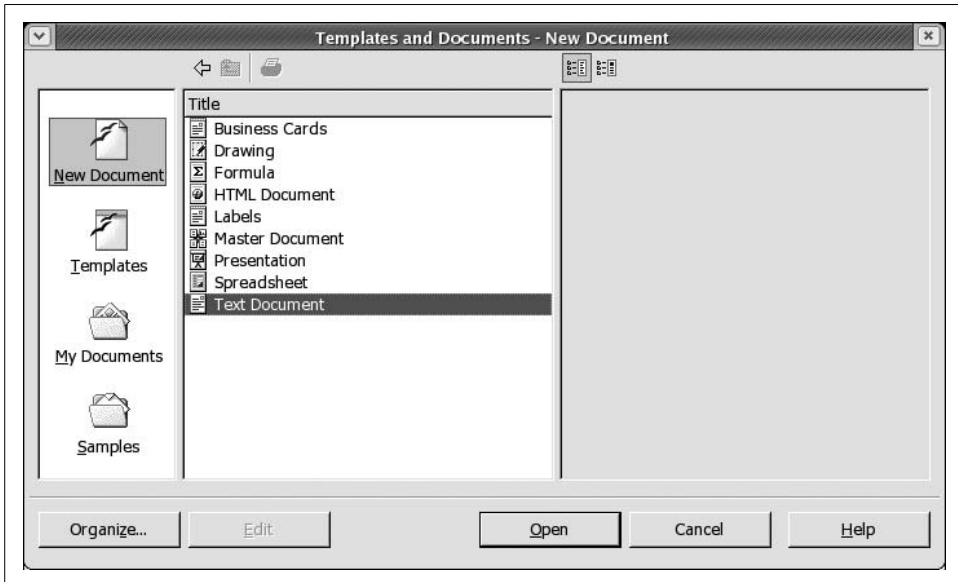 Templates and Documents - New Document
New Document
Templates
My Documents
Samples
Title
Business Cards
Drawing
Formula
HTML Document
Labels
Master Document
Presentation
Spreadsheet
Text Document
Organize...
Edit
Open
Cancel
Help